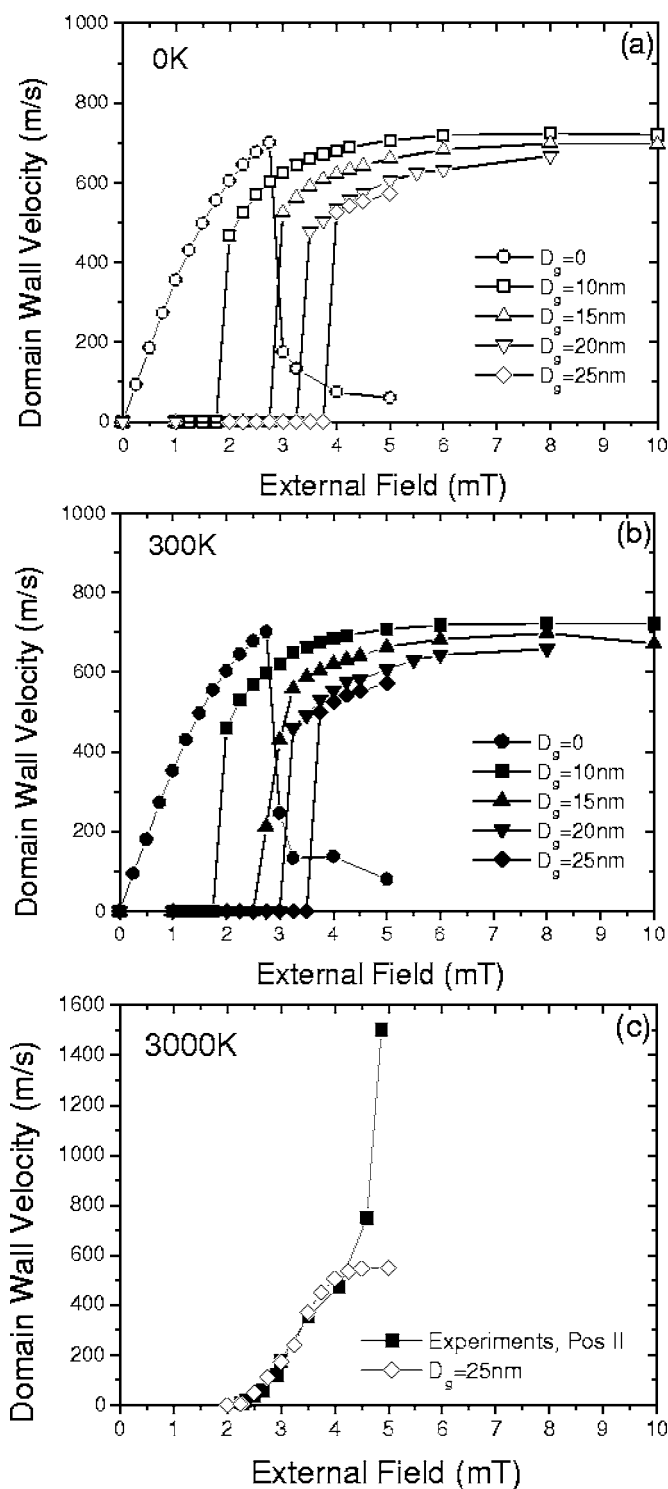 1000
800
600
400
200
0
Domain Wall Velocity (m/s)
0K
(a)
D_g=0
D_g=10nm
D_g=15nm
D_g=20nm
D_g=25nm
0 1 2 3 4 5 6 7 8 9 10
External Field (mT)
1000
800
600
400
200
0
Domain Wall Velocity (m/s)
300K
(b)
D_g=0
D_g=10nm
D_g=15nm
D_g=20nm
D_g=25nm
0 1 2 3 4 5 6 7 8 9 10
External Field (mT)
1600
1400
1200
1000
800
600
400
200
0
Domain Wall Velocity (m/s)
3000K
(c)
Experiments, Pos II
D_g=25nm
0 1 2 3 4 5 6 7 8 9 10
External Field (mT)